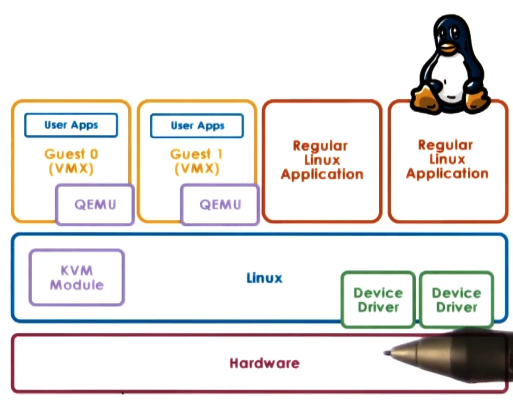 User Apps
Guest 0
(VMX)
QEMU
User Apps
Guest 1
(VMX)
QEMU
Regular
Linux
Application
Regular
Linux
Application
KVM
Module
Linux
Device
Driver
Device
Driver
Hardware